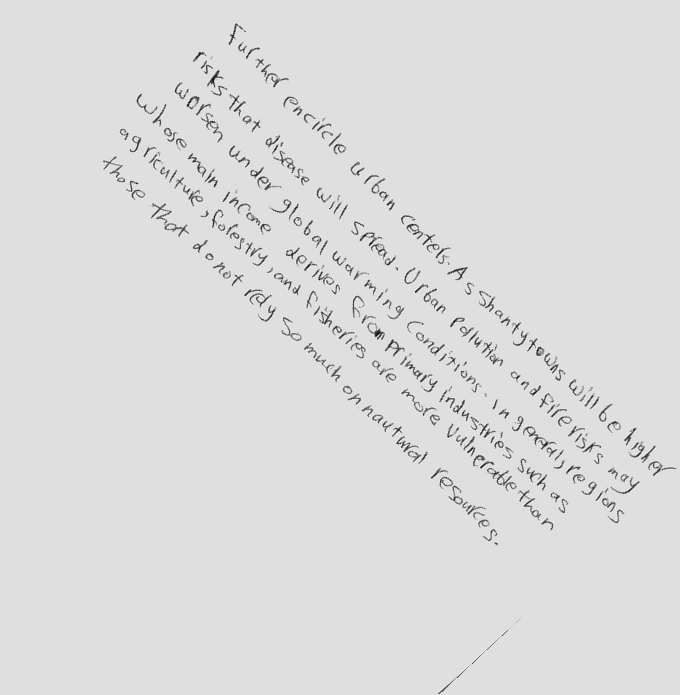 Further encircle urban centers. As shantytowns will be higher
risks that disease will spread. Urban pollution and fire risks may
worsen under global warming conditions. In general, regions
whose main income derives from primary industries such as
agriculture, forestry, and fisheries are more vulnerable than
those that do not rely so much on nautural resources.